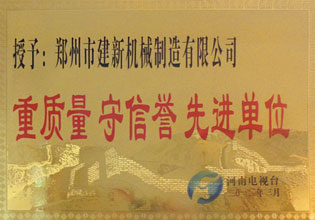 授予：郑州市建新机械制造有限公司
重质量 守信誉 先进单位
河南电视台